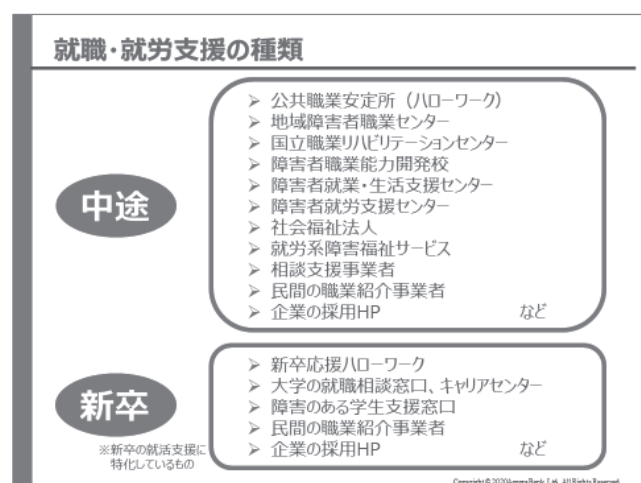 就職・就労支援の種類
中途
➢ 公共職業安定所（ハローワーク）
➢ 地域障害者職業センター
➢ 国立職業リハビリテーションセンター
➢ 障害者職業能力開発校
➢ 障害者就業・生活支援センター
➢ 障害者就労支援センター
➢ 社会福祉法人
➢ 就労系障害福祉サービス
➢ 相談支援事業者
➢ 民間の職業紹介事業者
➢ 企業の採用HP など
新卒
※新卒の就活支援に
特化しているもの
➢ 新卒応援ハローワーク
➢ 大学の就職相談窓口、キャリアセンター
➢ 障害のある学生支援窓口
➢ 民間の職業紹介事業者
➢ 企業の採用HP など
Copyright © 2020 Bank Ltd. All Rights Reserved.